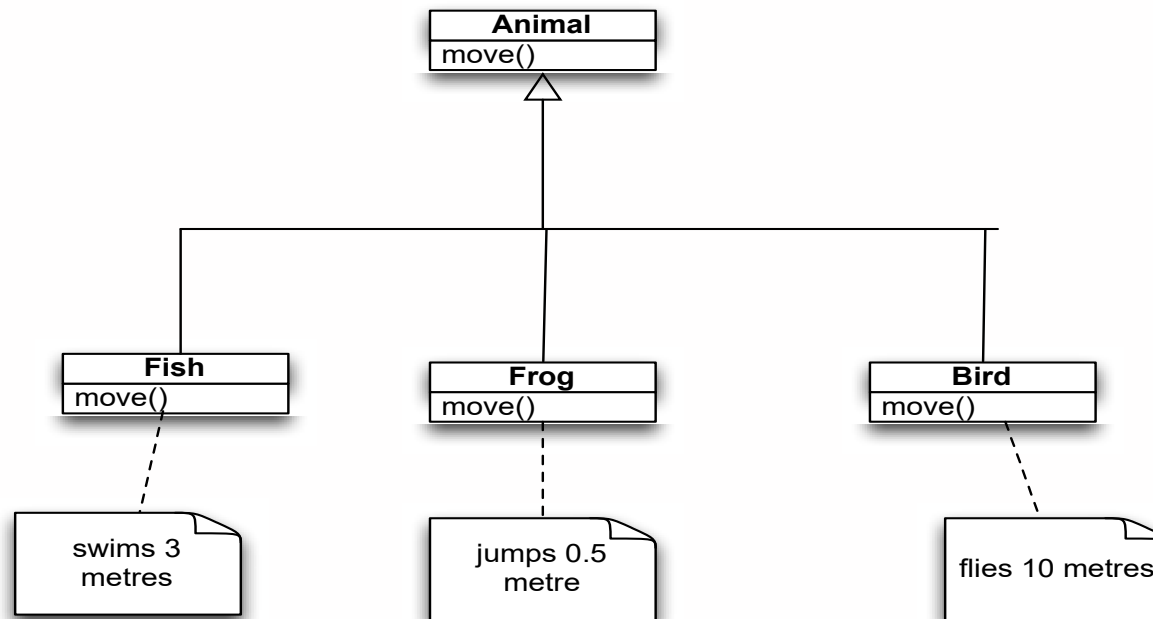 Animal
move()
Fish
move()
Frog
move()
Bird
move()
swims 3
metres
jumps 0.5
metre
flies 10 metres